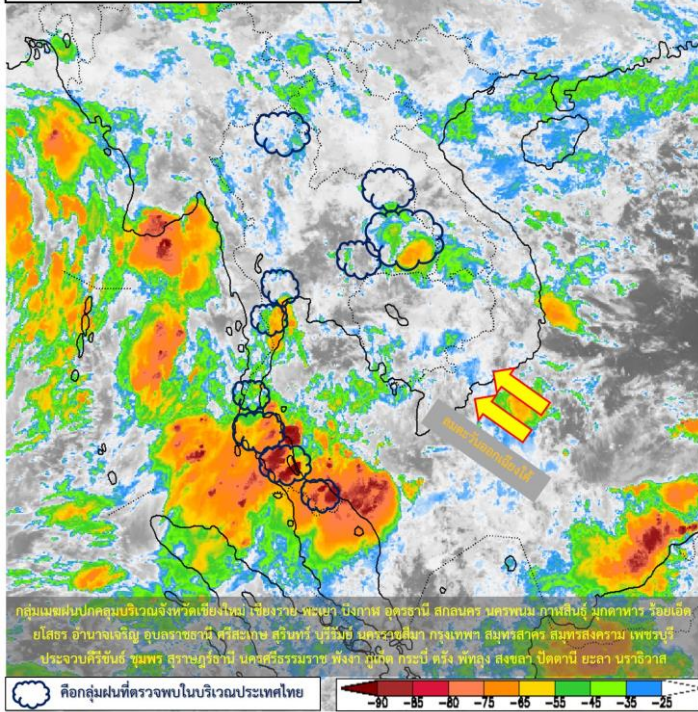 ลมตะวันออกเฉียงใต้
กลุ่มเมฆฝนปกคลุมบริเวณจังหวัดเชียงใหม่ เชียงราย พะเยา บึงกาฬ อุดรธานี สกลนคร นครพนม กาฬสินธุ์ มุกดาหาร ร้อยเอ็ด
ยโสธร อำนาจเจริญ อุบลราชธานี ศรีสะเกษ สุรินทร์ บุรีรัมย์ นครราชสีมา กรุงเทพฯ สมุทรสาคร สมุทรสงคราม เพชรบุรี
ประจวบคีรีขันธ์ ชุมพร สุราษฎร์ธานี นครศรีธรรมราช พังงา ภูเก็ต กระบี่ ตรัง พัทลุง สงขลา ปัตตานี ยะลา นราธิวาส
คือกลุ่มฝนที่ตรวจพบในบริเวณประเทศไทย
-90 -85 -80 -75 -65 -55 -45 -35 -25